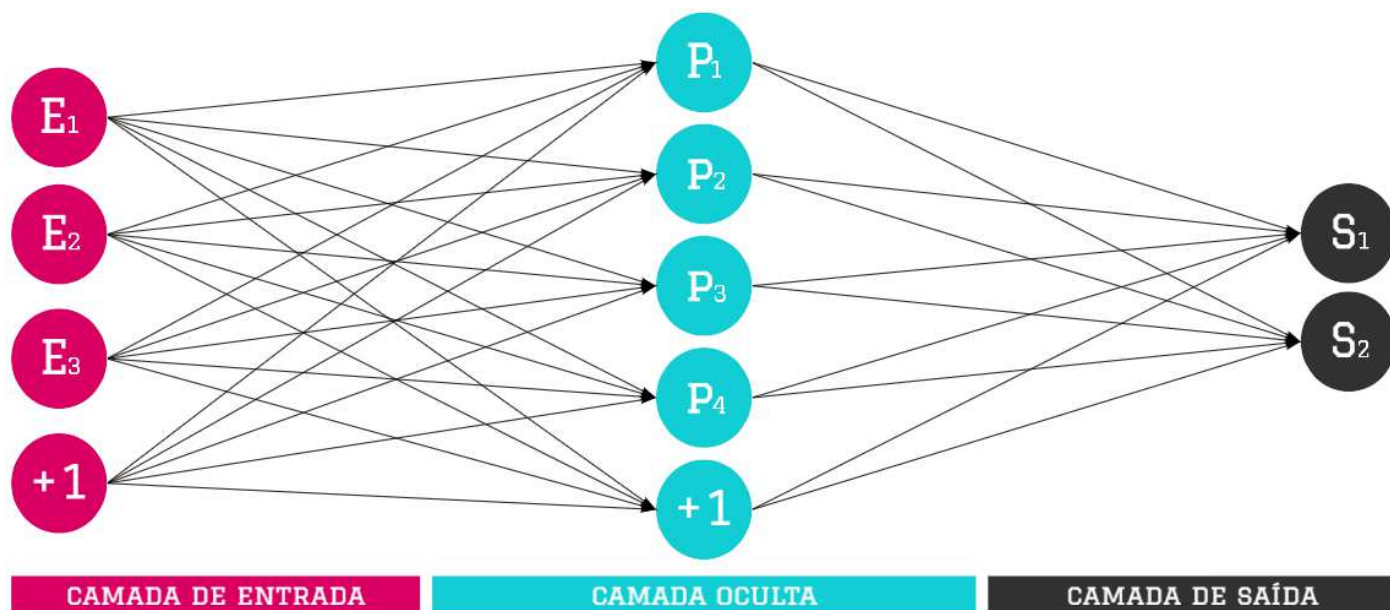 E1
E2
E3
+1
P1
P2
P3
P4
+1
S1
S2
CAMADA DE ENTRADA
CAMADA OCULTA
CAMADA DE SAÍDA